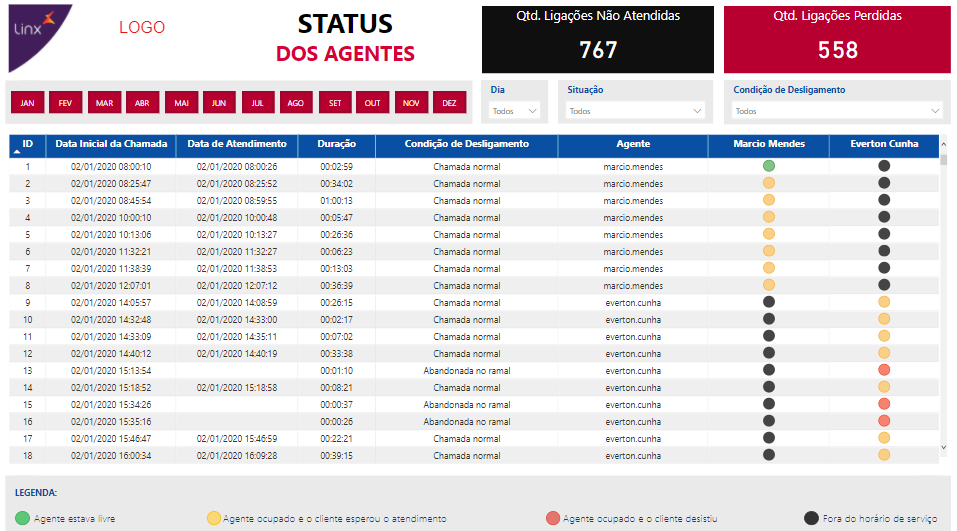 Linx
LOGO
STATUS
DOS AGENTES
Qtd. Ligações Não Atendidas
767
Qtd. Ligações Perdidas
558
JAN FEV MAR ABR MAI JUN JUL AGO SET OUT NOV DEZ
Dia
Todos
Situação
Todos
Condição de Desligamento
Todos
ID Data Inicial da Chamada Data de Atendimento Duração Condição de Desligamento Agente Marcio Mendes Everton Cunha
1 02/01/2020 08:00:10 02/01/2020 08:00:26 00:02:59 Chamada normal marcio.mendes
2 02/01/2020 08:25:47 02/01/2020 08:25:52 00:34:02 Chamada normal marcio.mendes
3 02/01/2020 08:45:54 02/01/2020 08:59:55 01:00:13 Chamada normal marcio.mendes
4 02/01/2020 10:00:10 02/01/2020 10:00:48 00:05:47 Chamada normal marcio.mendes
5 02/01/2020 10:13:06 02/01/2020 10:13:27 00:26:36 Chamada normal marcio.mendes
6 02/01/2020 11:32:21 02/01/2020 11:32:27 00:06:23 Chamada normal marcio.mendes
7 02/01/2020 11:38:39 02/01/2020 11:38:53 00:13:03 Chamada normal marcio.mendes
8 02/01/2020 12:07:01 02/01/2020 12:07:12 00:36:39 Chamada normal marcio.mendes
9 02/01/2020 14:05:57 02/01/2020 14:08:59 00:26:15 Chamada normal everton.cunha
10 02/01/2020 14:32:48 02/01/2020 14:33:00 00:02:17 Chamada normal everton.cunha
11 02/01/2020 14:33:09 02/01/2020 14:35:11 00:07:02 Chamada normal everton.cunha
12 02/01/2020 14:40:12 02/01/2020 14:40:19 00:33:38 Chamada normal everton.cunha
13 02/01/2020 15:13:54 00:01:10 Abandonada no ramal everton.cunha
14 02/01/2020 15:18:52 02/01/2020 15:18:58 00:08:21 Chamada normal everton.cunha
15 02/01/2020 15:34:26 00:00:37 Abandonada no ramal everton.cunha
16 02/01/2020 15:35:16 00:00:26 Abandonada no ramal everton.cunha
17 02/01/2020 15:46:47 02/01/2020 15:46:59 00:22:21 Chamada normal everton.cunha
18 02/01/2020 16:00:34 02/01/2020 16:09:28 00:39:15 Chamada normal everton.cunha
LEGENDA:
Agente estava livre
Agente ocupado e o cliente esperou o atendimento
Agente ocupado e o cliente desistiu
Fora do horário de serviço